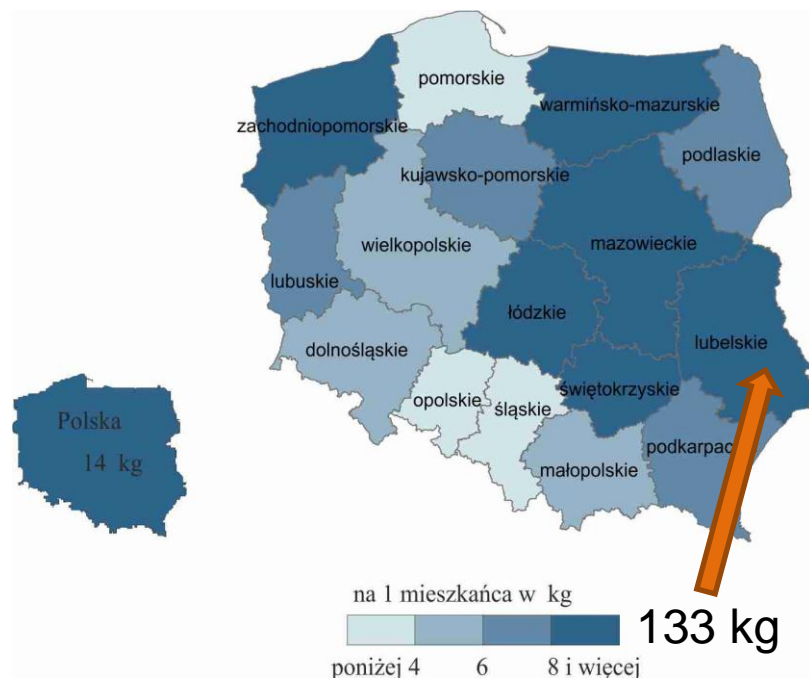 pomorskie
warmińsko-mazurskie
zachodniopomorskie
podlaskie
kujawsko-pomorskie
mazowieckie
wielkopolskie
lubuskie
łódzkie
lubelskie
dolnośląskie
świętokrzyskie
opolskie
śląskie
Polska
14 kg
podkarpac
małopolskie
na 1 mieszkańca w kg
133 kg
poniżej 4 6 8 i więcej